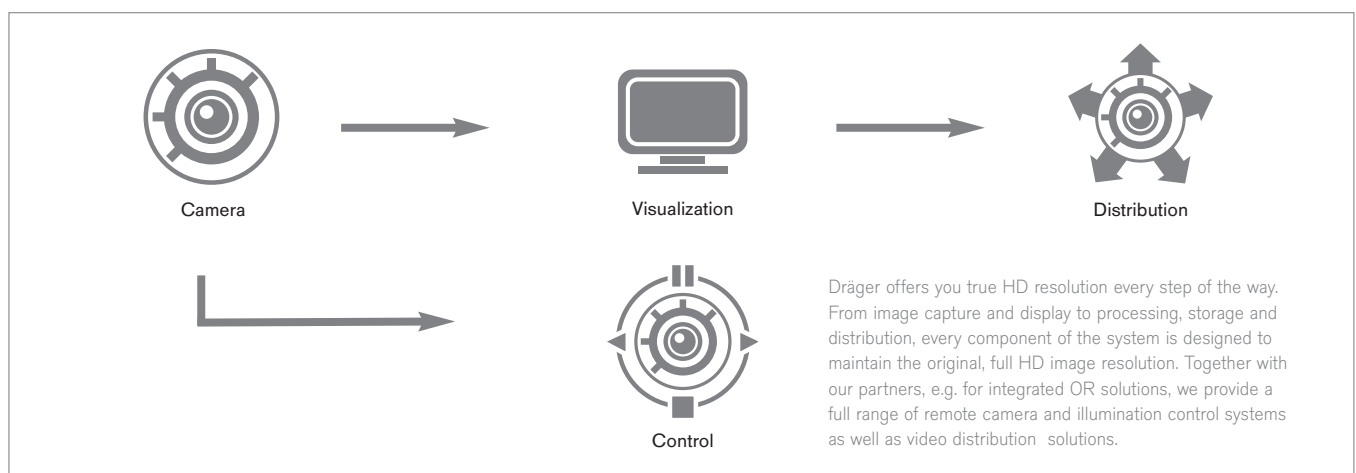 Camera
Visualization
Distribution
Control
Dräger offers you true HD resolution every step of the way.
From image capture and display to processing, storage and
distribution, every component of the system is designed to
maintain the original, full HD image resolution. Together with
our partners, e.g. for integrated OR solutions, we provide a
full range of remote camera and illumination control systems
as well as video distribution solutions.